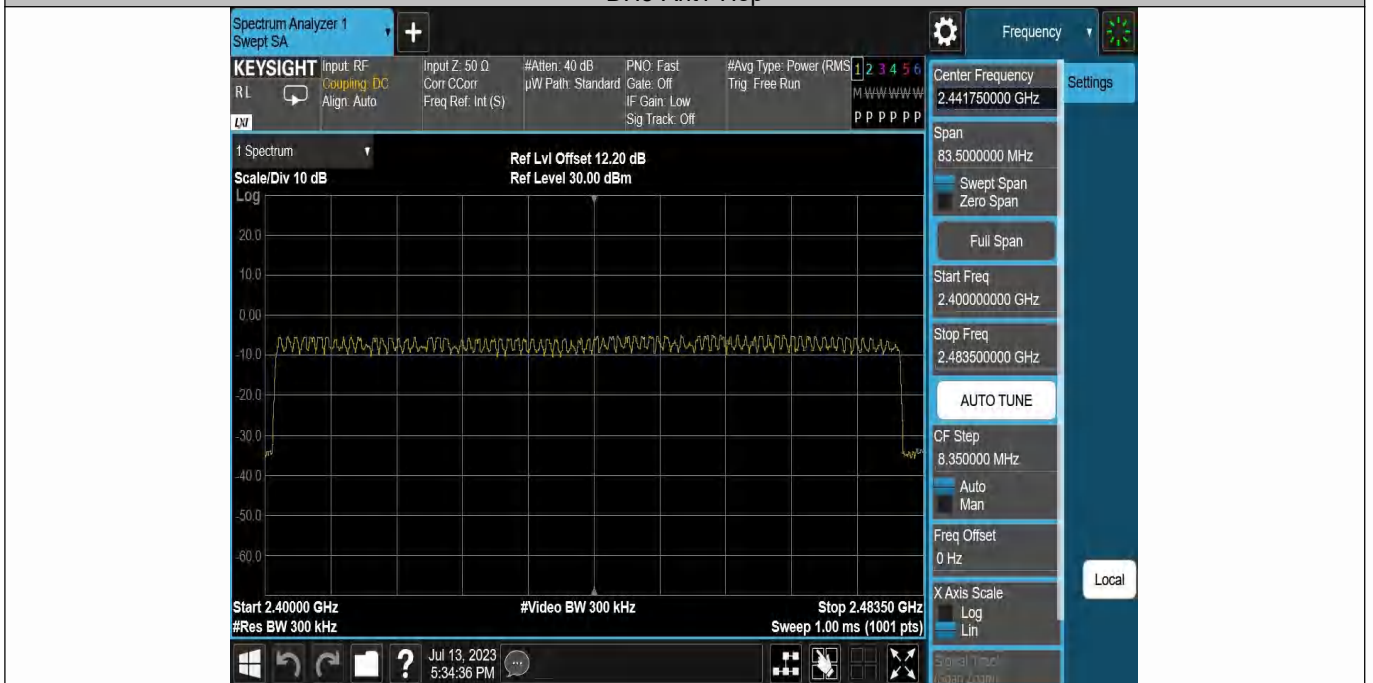 Spectrum Analyzer 1
Swept SA
+
Frequency
KEYSIGHT
RL
LXI
Input: RF
Coupling: DC
Align: Auto
Input Z: 50 Ω
Corr CCorr
Freq Ref: Int (S)
#Atten: 40 dB
µW Path: Standard
PNO: Fast
Gate: Off
IF Gain: Low
Sig Track: Off
#Avg Type: Power (RMS
Trig: Free Run
1 2 3 4 5 6
M W W W W W
P P P P P P
1 Spectrum
Scale/Div 10 dB
Log
Ref Lvl Offset 12.20 dB
Ref Level 30.00 dBm
20.0
10.0
0.00
-10.0
-20.0
-30.0
-40.0
-50.0
-60.0
Start 2.40000 GHz
#Res BW 300 kHz
#Video BW 300 kHz
Stop 2.48350 GHz
Sweep 1.00 ms (1001 pts)
?
Jul 13, 2023
5:34:36 PM
Center Frequency
2.441750000 GHz
Settings
Span
83.5000000 MHz
Swept Span
Zero Span
Full Span
Start Freq
2.400000000 GHz
Stop Freq
2.483500000 GHz
AUTO TUNE
CF Step
8.350000 MHz
Auto
Man
Freq Offset
0 Hz
X Axis Scale
Log
Lin
Local
Signal Track
(Span Zoom)